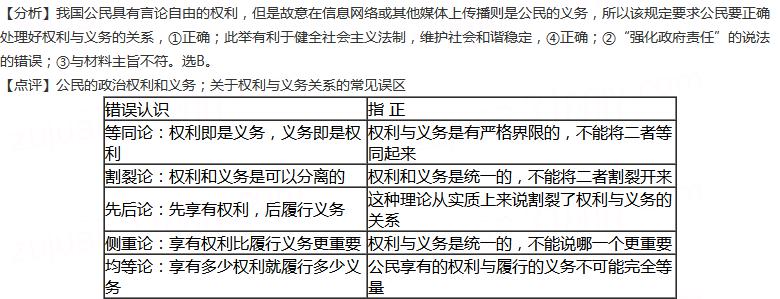 【分析】我国公民具有言论自由的权利，但是故意在信息网络或其他媒体上传播则是公民的义务，所以该规定要求公民要正确
处理好权利与义务的关系，①正确；此举有利于健全社会主义法制，维护社会和谐稳定，④正确；②“强化政府责任”的说法
的错误；③与材料主旨不符。选B。
【点评】公民的政治权利和义务；关于权利与义务关系的常见误区
错误认识 指 正
等同论：权利即是义务，义务即是权
利
权利与义务是有严格界限的，不能将二者等
同起来
割裂论：权利和义务是可以分离的 权利和义务是统一的，不能将二者割裂开来
先后论：先享有权利，后履行义务
这种理论从实质上来说割裂了权利与义务的
关系
侧重论：享有权利比履行义务更重要 权利与义务是统一的，不能说哪一个更重要
均等论：享有多少权利就履行多少义
务
公民享有的权利与履行的义务不可能完全等
量